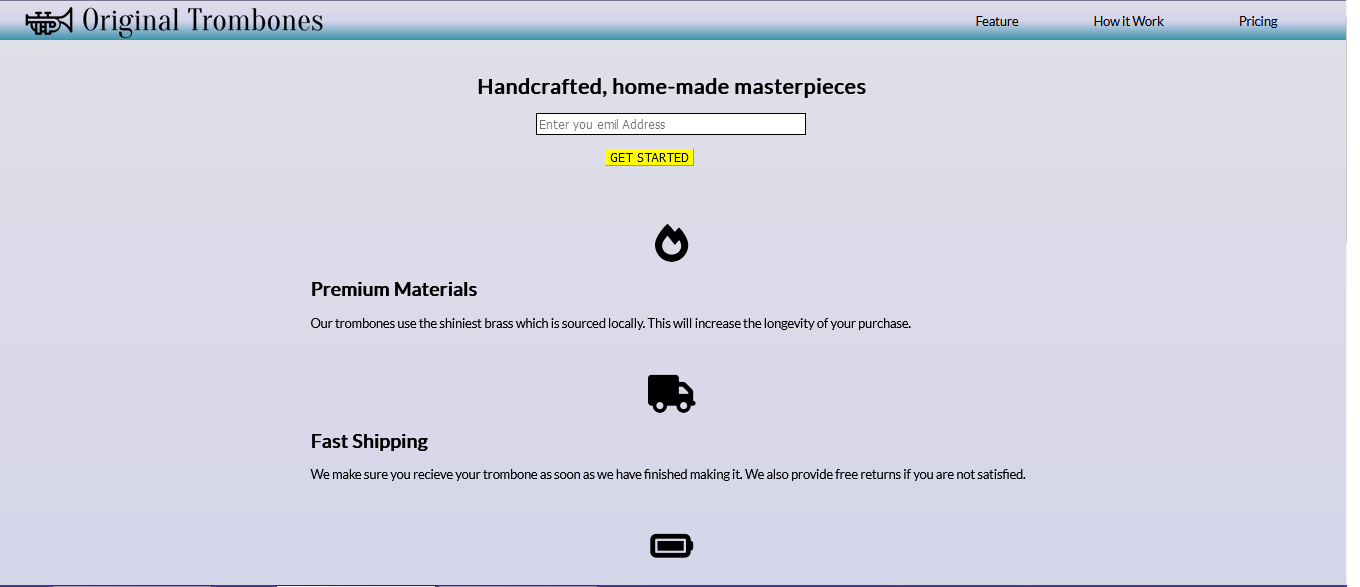 Original Trombones
Feature How it Work Pricing
Handcrafted, home-made masterpieces
Enter you emil Address
GET STARTED
Premium Materials
Our trombones use the shiniest brass which is sourced locally. This will increase the longevity of your purchase.
Fast Shipping
We make sure you recieve your trombone as soon as we have finished making it. We also provide free returns if you are not satisfied.